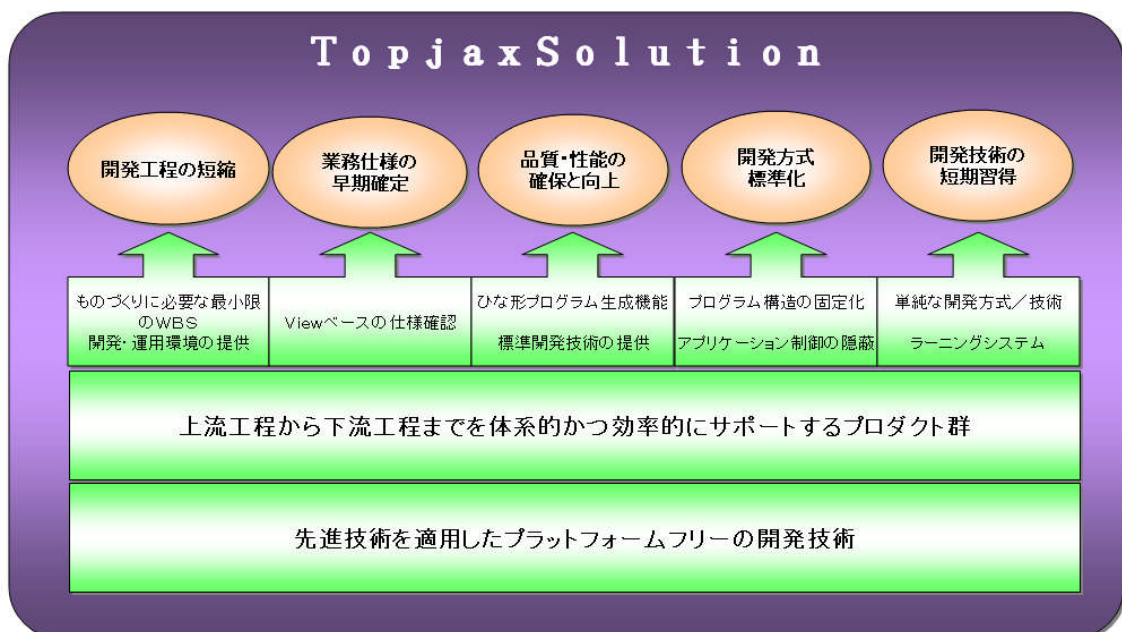 TopjaxSolution
開発工程の短縮
業務仕様の
早期確定
品質・性能の
確保と向上
開発方式
標準化
開発技術の
短期習得
ものづくりに必要な最小限
のWBS
開発・運用環境の提供
Viewベースの仕様確認
ひな形プログラム生成機能
標準開発技術の提供
プログラム構造の固定化
アプリケーション制御の隠蔽
単純な開発方式／技術
ラーニングシステム
上流工程から下流工程までを体系的かつ効率的にサポートするプロダクト群
先進技術を適用したプラットフォームフリーの開発技術